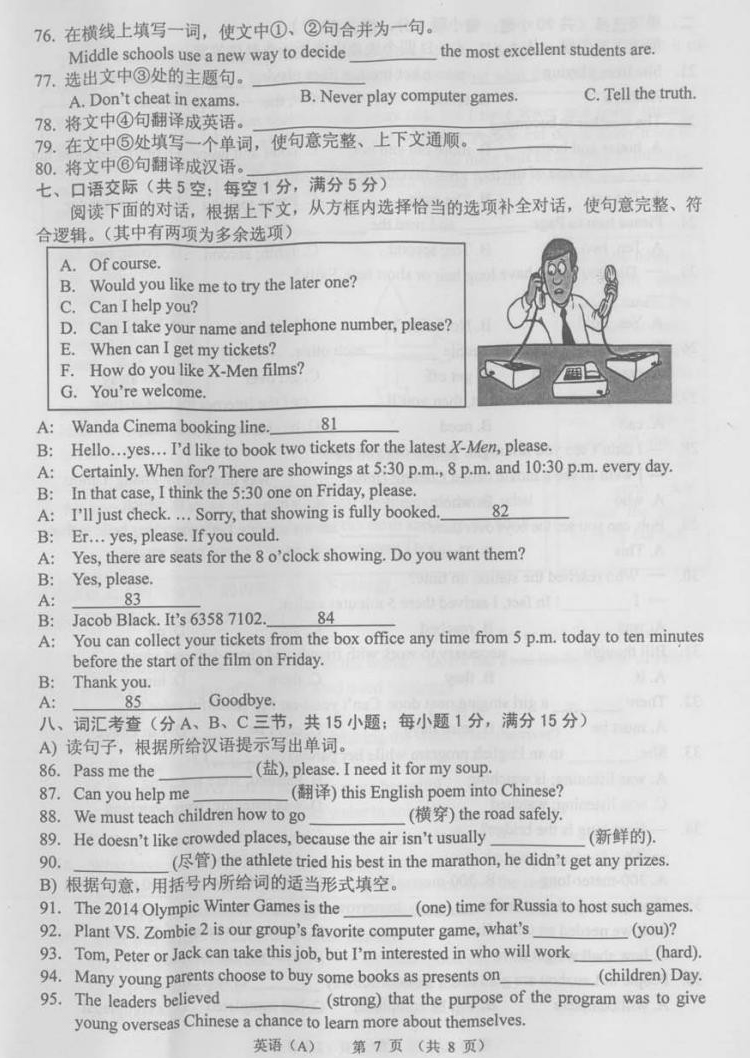 76. 在横线上填写一词，使文中①、②句合并为一句。
Middle schools use a new way to decide ________ the most excellent students are.
77. 选出文中③处的主题句。________
A. Don't cheat in exams. B. Never play computer games. C. Tell the truth.
78. 将文中④句翻译成英语。________
79. 在文中⑤处填写一个单词，使句意完整、上下文通顺。________
80. 将文中⑥句翻译成汉语。________
七、口语交际（共 5 空；每空 1 分，满分 5 分）
阅读下面的对话，根据上下文，从方框内选择恰当的选项补全对话，使句意完整、符
合逻辑。（其中有两项为多余选项）
A. Of course.
B. Would you like me to try the later one?
C. Can I help you?
D. Can I take your name and telephone number, please?
E. When can I get my tickets?
F. How do you like X-Men films?
G. You're welcome.
A: Wanda Cinema booking line. 81
B: Hello…yes… I'd like to book two tickets for the latest X-Men, please.
A: Certainly. When for? There are showings at 5:30 p.m., 8 p.m. and 10:30 p.m. every day.
B: In that case, I think the 5:30 one on Friday, please.
A: I'll just check. … Sorry, that showing is fully booked. 82
B: Er… yes, please. If you could.
A: Yes, there are seats for the 8 o'clock showing. Do you want them?
B: Yes, please.
A: 83
B: Jacob Black. It's 6358 7102. 84
A: You can collect your tickets from the box office any time from 5 p.m. today to ten minutes
before the start of the film on Friday.
B: Thank you.
A: 85 Goodbye.
八、词汇考查（分 A、B、C 三节，共 15 小题；每小题 1 分，满分 15 分）
A) 读句子，根据所给汉语提示写出单词。
86. Pass me the ________ (盐), please. I need it for my soup.
87. Can you help me ________ (翻译) this English poem into Chinese?
88. We must teach children how to go ________ (横穿) the road safely.
89. He doesn't like crowded places, because the air isn't usually ________ (新鲜的).
90. ________ (尽管) the athlete tried his best in the marathon, he didn't get any prizes.
B) 根据句意，用括号内所给词的适当形式填空。
91. The 2014 Olympic Winter Games is the ________ (one) time for Russia to host such games.
92. Plant VS. Zombie 2 is our group's favorite computer game, what's ________ (you)?
93. Tom, Peter or Jack can take this job, but I'm interested in who will work ________ (hard).
94. Many young parents choose to buy some books as presents on ________ (children) Day.
95. The leaders believed ________ (strong) that the purpose of the program was to give
young overseas Chinese a chance to learn more about themselves.
英语（A） 第 7 页 （共 8 页）